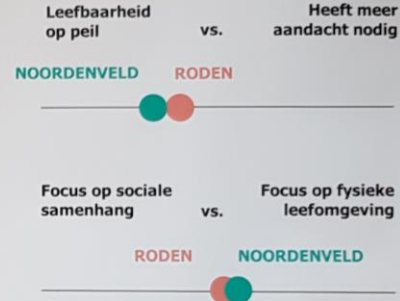 Leefbaarheid
op peil
vs.
Heeft meer
aandacht nodig
NOORDENVELD RODEN
Focus op sociale
samenhang
vs.
Focus op fysieke
leefomgeving
RODEN NOORDENVELD